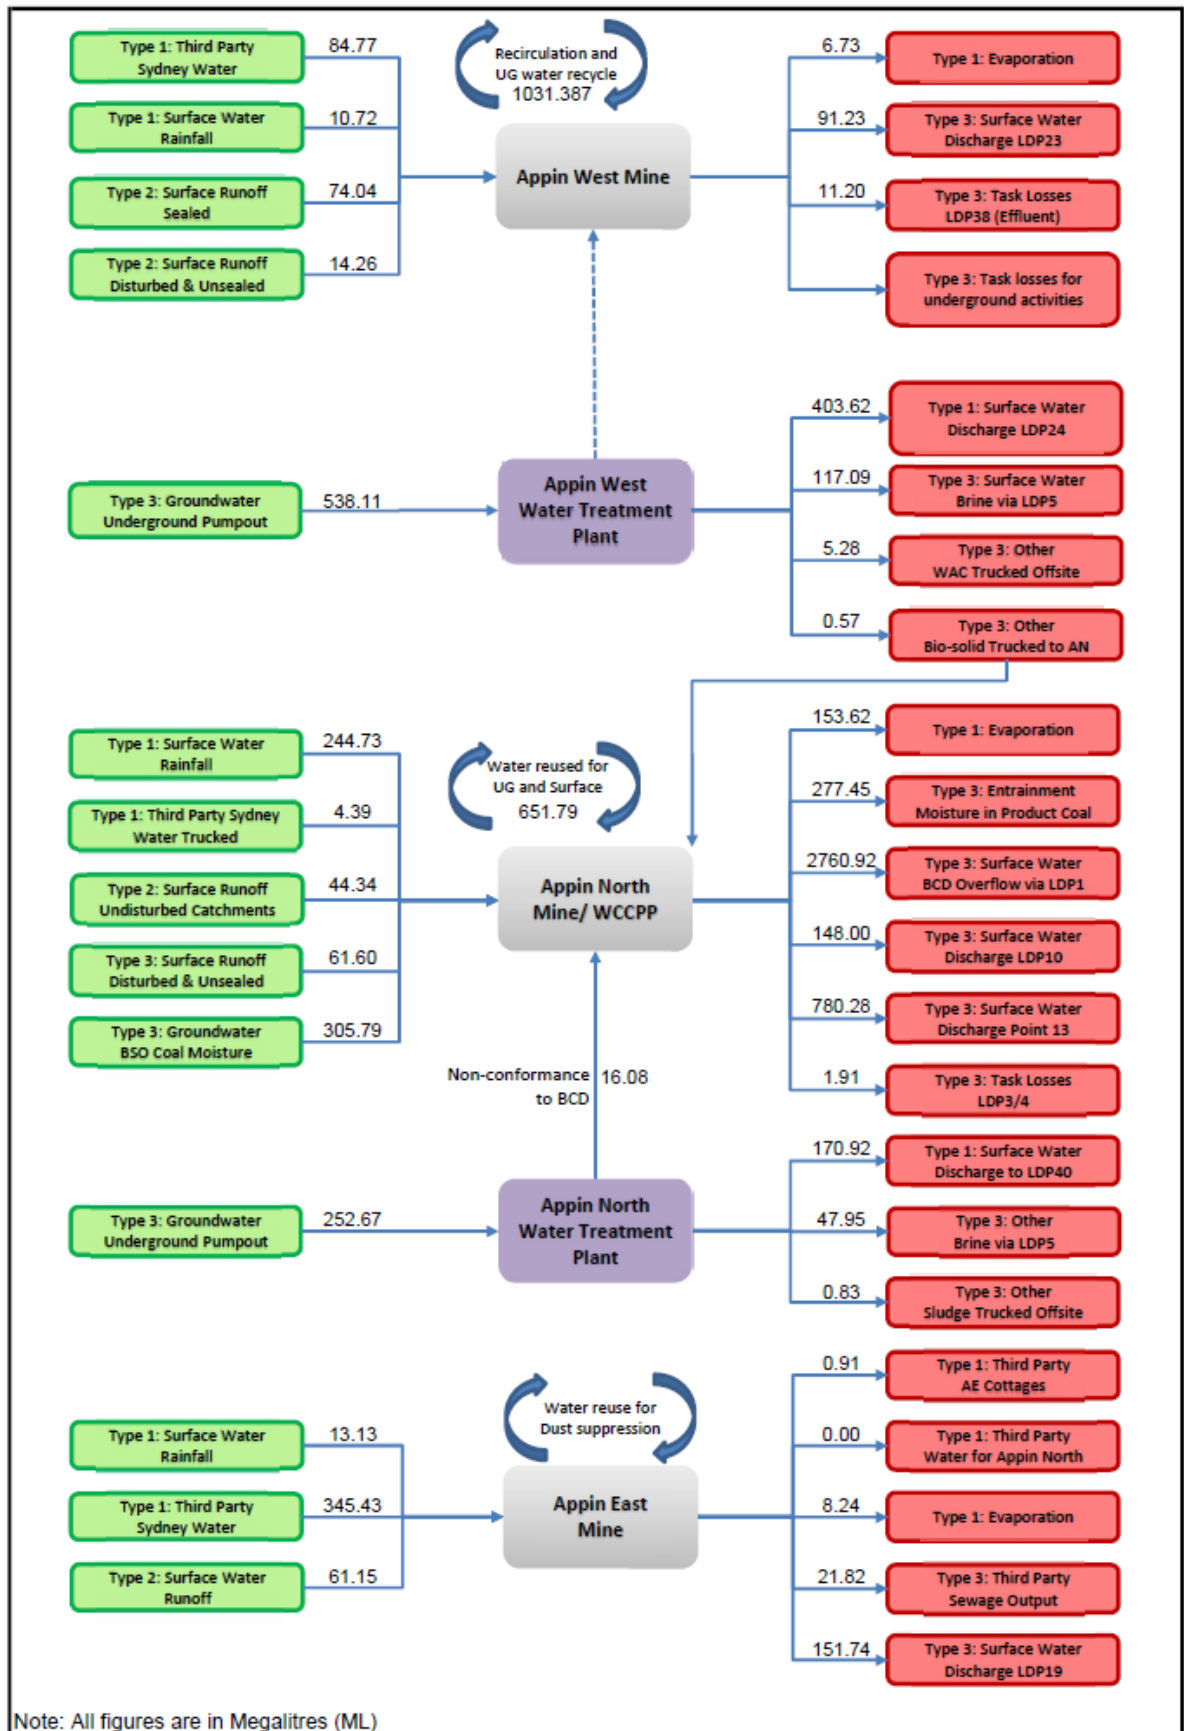 Type 1: Third Party
Sydney Water
84.77
Type 1: Surface Water
Rainfall
10.72
Type 2: Surface Runoff
Sealed
74.04
Type 2: Surface Runoff
Disturbed & Unsealed
14.26
Recirculation and
UG water recycle
1031.387
Appin West Mine
6.73
Type 1: Evaporation
91.23
Type 3: Surface Water
Discharge LDP23
11.20
Type 3: Task Losses
LDP38 (Effluent)
Type 3: Task losses for
underground activities
Type 3: Groundwater
Underground Pumpout
538.11
Appin West
Water Treatment
Plant
403.62
Type 1: Surface Water
Discharge LDP24
117.09
Type 3: Surface Water
Brine via LDP5
5.28
Type 3: Other
WAC Trucked Offsite
0.57
Type 3: Other
Bio-solid Trucked to AN
Type 1: Surface Water
Rainfall
244.73
Type 1: Third Party Sydney
Water Trucked
4.39
Type 2: Surface Runoff
Undisturbed Catchments
44.34
Type 3: Surface Runoff
Disturbed & Unsealed
61.60
Type 3: Groundwater
BSO Coal Moisture
305.79
Water reused for
UG and Surface
651.79
Appin North
Mine/ WCCPP
153.62
Type 1: Evaporation
277.45
Type 3: Entrainment
Moisture in Product Coal
2760.92
Type 3: Surface Water
BCD Overflow via LDP1
148.00
Type 3: Surface Water
Discharge LDP10
780.28
Type 3: Surface Water
Discharge Point 13
1.91
Type 3: Task Losses
LDP3/4
Non-conformance
to BCD
16.08
Type 3: Groundwater
Underground Pumpout
252.67
Appin North
Water Treatment
Plant
170.92
Type 1: Surface Water
Discharge to LDP40
47.95
Type 3: Other
Brine via LDP5
0.83
Type 3: Other
Sludge Trucked Offsite
Type 1: Surface Water
Rainfall
13.13
Type 1: Third Party
Sydney Water
345.43
Type 2: Surface Water
Runoff
61.15
Water reuse for
Dust suppression
Appin East
Mine
0.91
Type 1: Third Party
AE Cottages
0.00
Type 1: Third Party
Water for Appin North
8.24
Type 1: Evaporation
21.82
Type 3: Third Party
Sewage Output
151.74
Type 3: Surface Water
Discharge LDP19
Note: All figures are in Megalitres (ML)